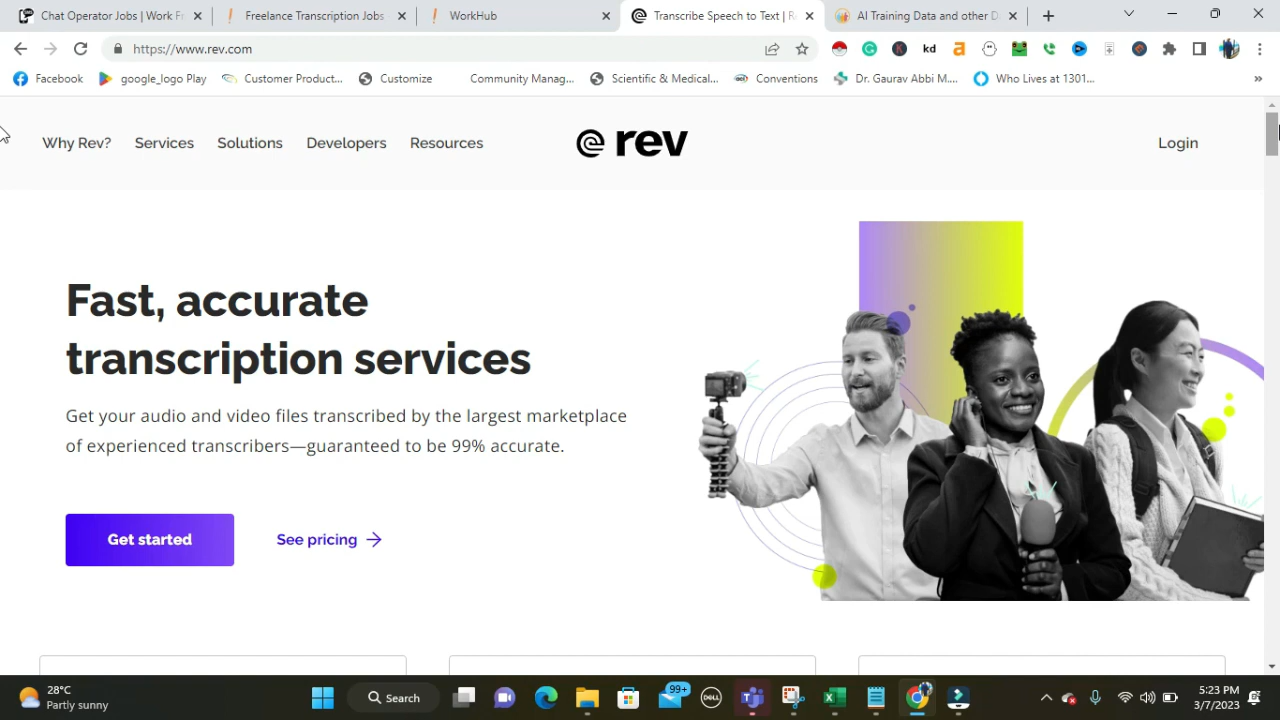 Chat Operator Jobs | Work Fr
Freelance Transcription Jobs
WorkHub
Transcribe Speech to Text | R
AI Training Data and other D
https://www.rev.com
kd
Facebook
google_logo Play
Customer Product...
Customize
Community Manag...
Scientific & Medical...
Conventions
Dr. Gaurav Abbi M....
Who Lives at 1301...
»
Why Rev?
Services
Solutions
Developers
Resources
rev
Login
Fast, accurate
transcription services
Get your audio and video files transcribed by the largest marketplace
of experienced transcribers—guaranteed to be 99% accurate.
Get started
See pricing
28°C
Partly sunny
Search
99+
DELL
5:23 PM
3/7/2023